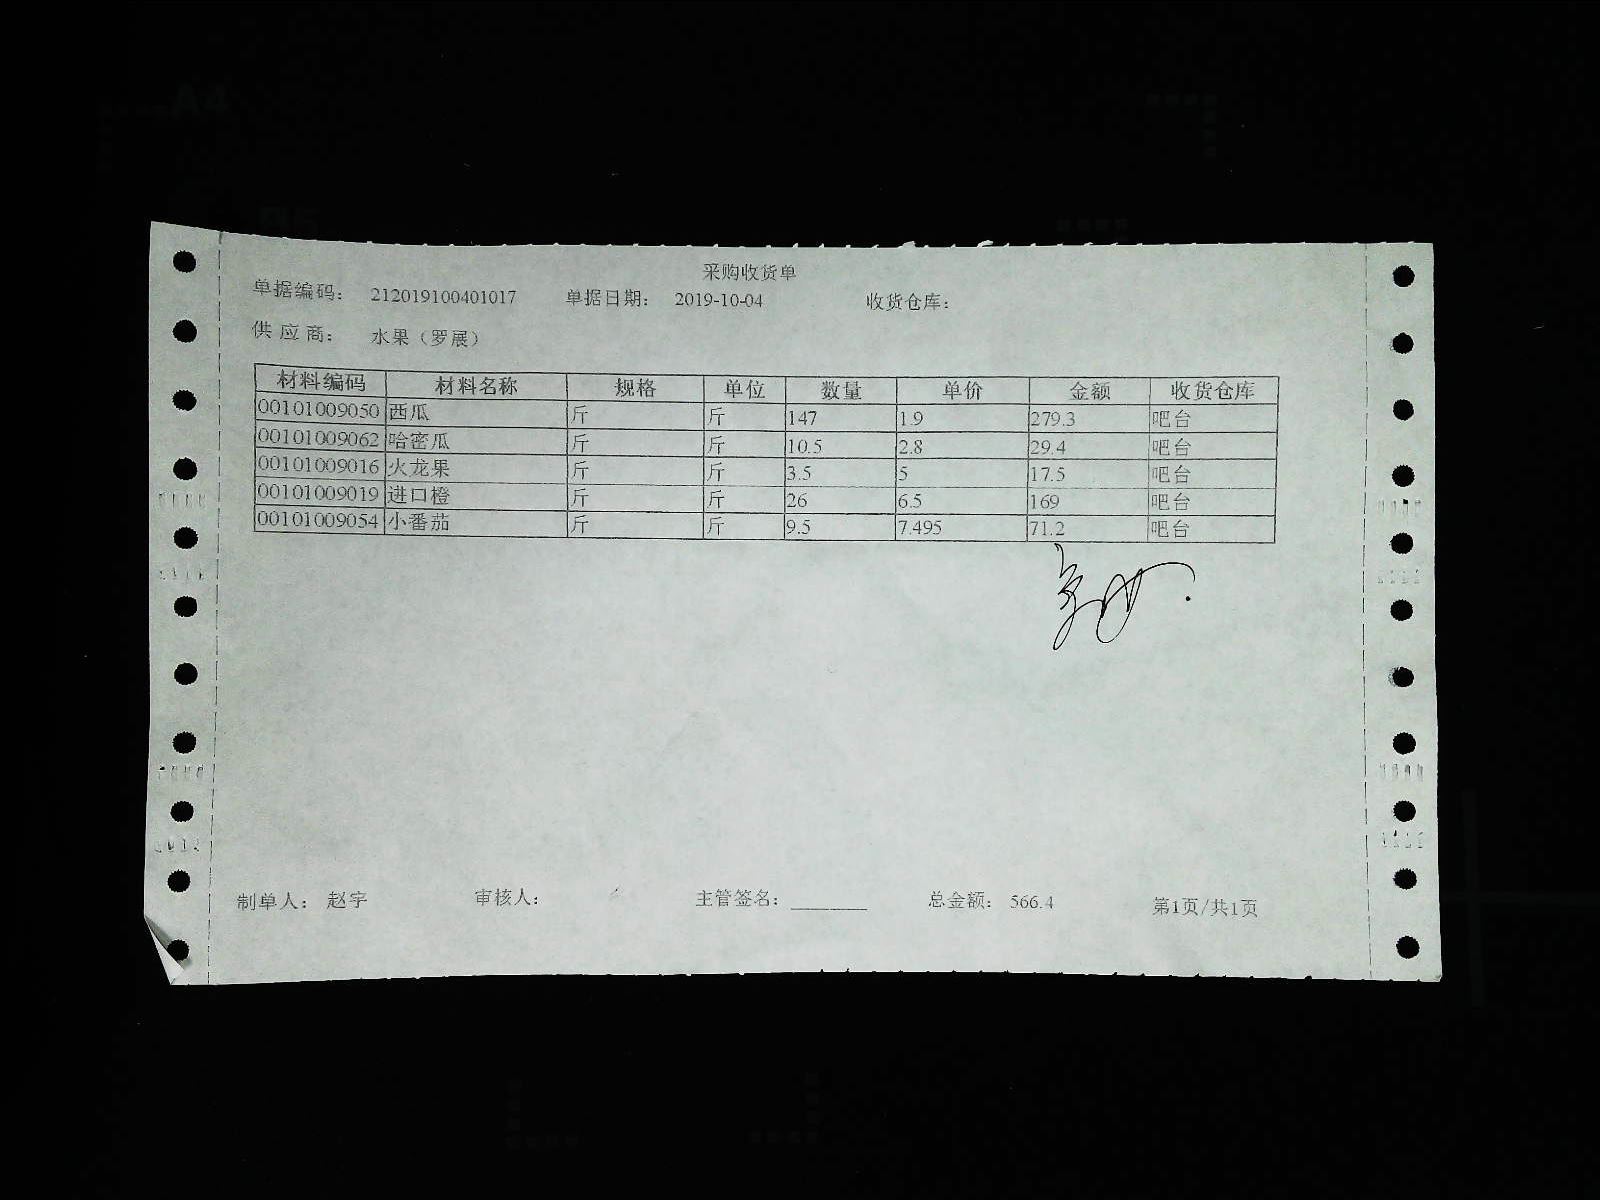 采购收货单
单据编码： 212019100401017 单据日期： 2019-10-04 收货仓库：
供应商： 水果（罗展）
材料编码 材料名称 规格 单位 数量 单价 金额 收货仓库
00101009050 西瓜 斤 斤 147 1.9 279.3 吧台
00101009062 哈密瓜 斤 斤 10.5 2.8 29.4 吧台
00101009016 火龙果 斤 斤 3.5 5 17.5 吧台
00101009019 进口橙 斤 斤 26 6.5 169 吧台
00101009054 小番茄 斤 斤 9.5 7.495 71.2 吧台
制单人： 赵宇 审核人： 主管签名：________ 总金额： 566.4 第1页/共1页